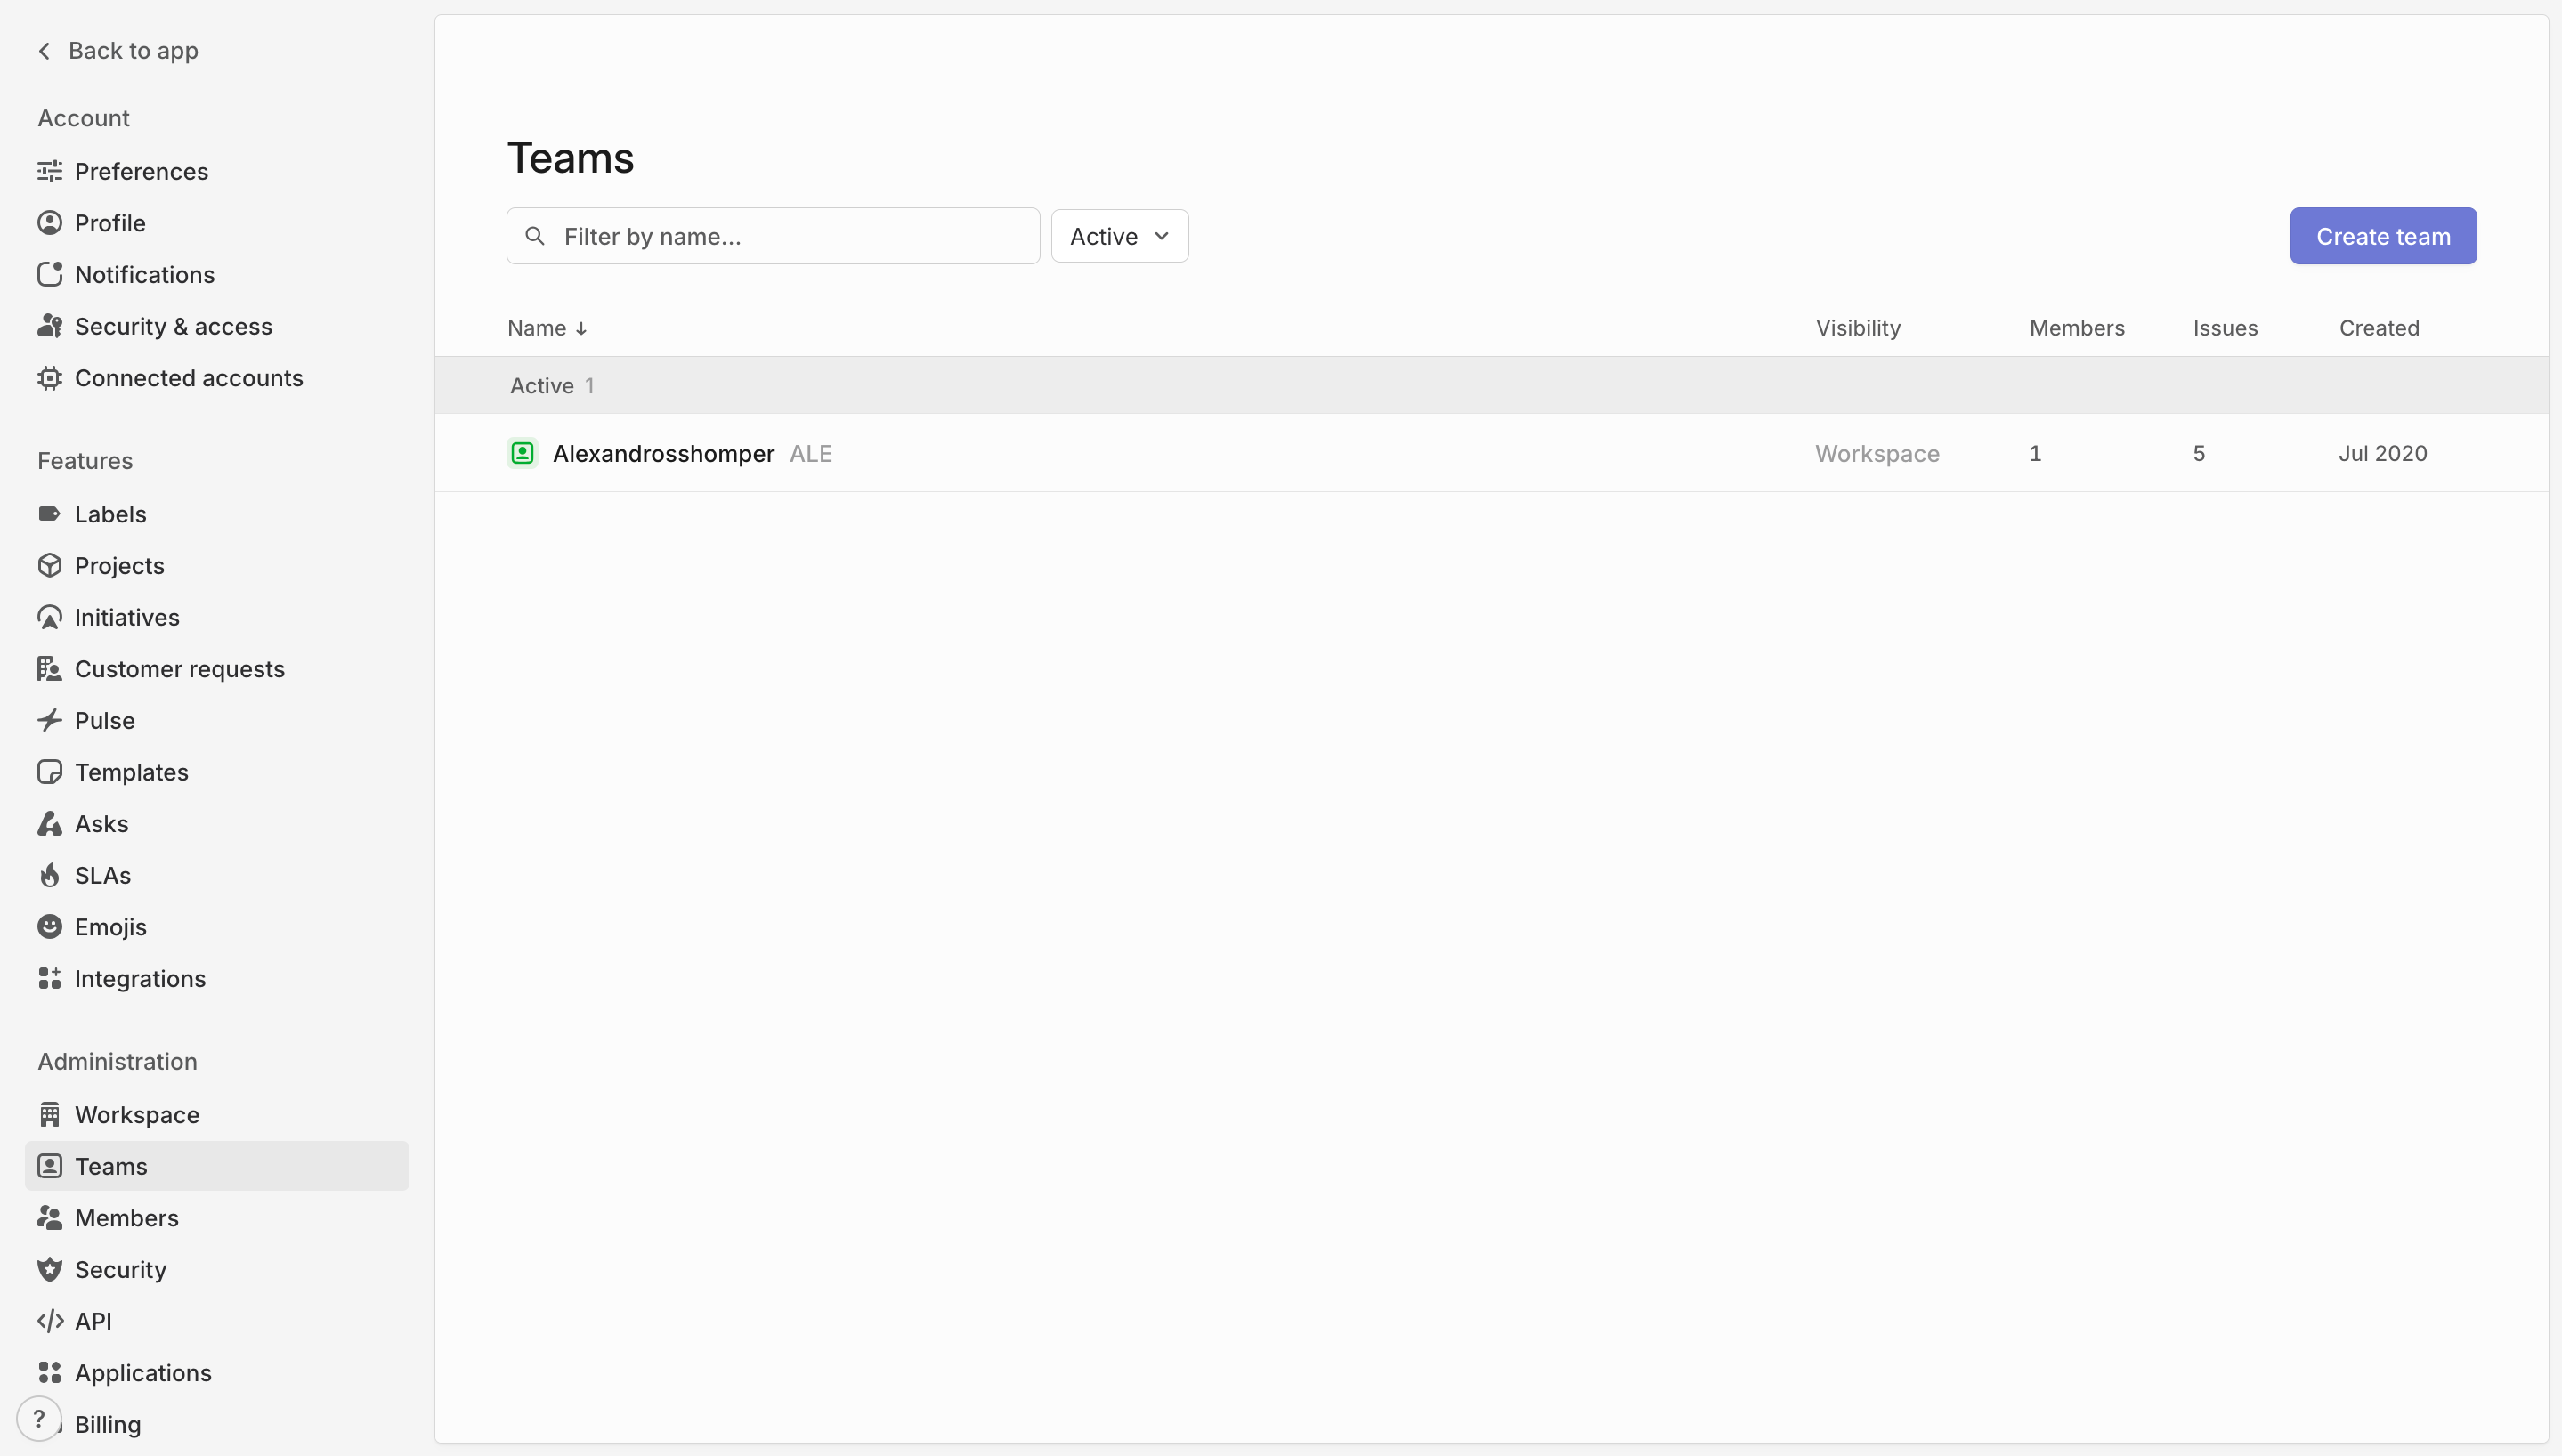 Back to app
Account
Preferences
Profile
Notifications
Security & access
Connected accounts
Features
Labels
Projects
Initiatives
Customer requests
Pulse
Templates
Asks
SLAs
Emojis
Integrations
Administration
Workspace
Teams
Members
Security
API
Applications
? Billing
Teams
Filter by name... Active Create team
Name ↓ Visibility Members Issues Created
Active 1
Alexandrosshomper ALE Workspace 1 5 Jul 2020